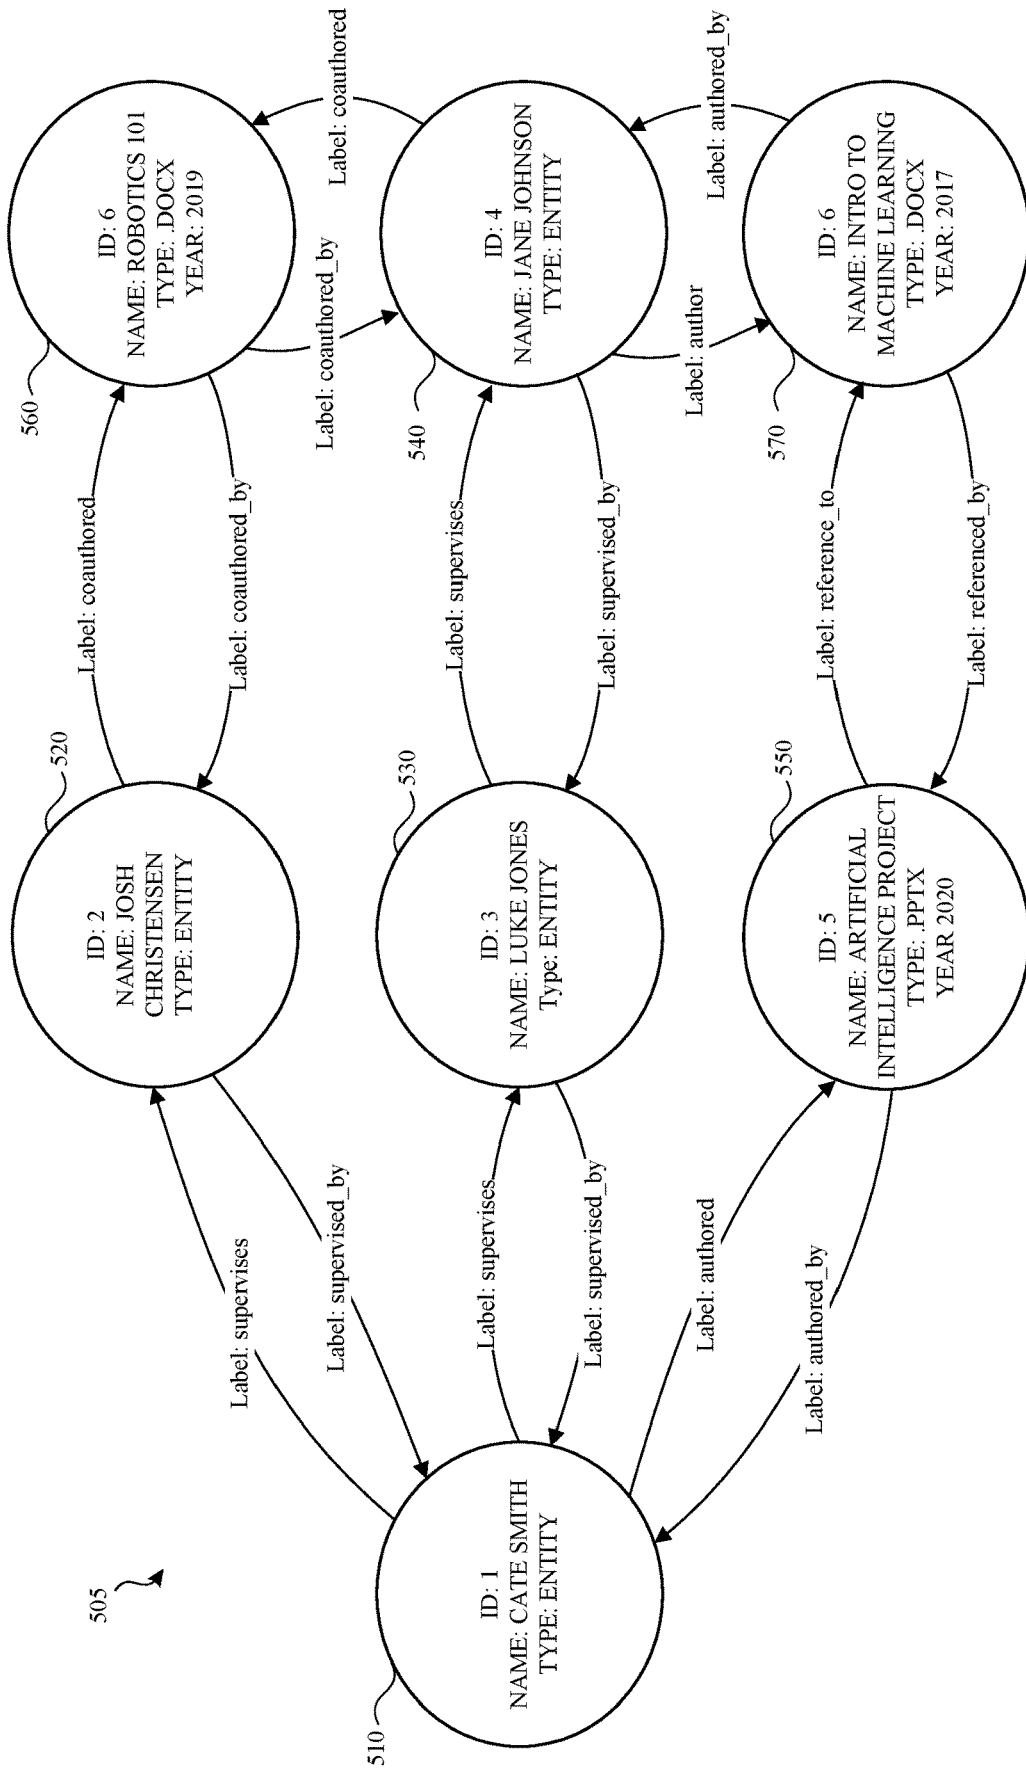 505
510
ID: 1
NAME: CATE SMITH
TYPE: ENTITY
Label: supervises
Label: supervised_by
Label: supervises
Label: supervised_by
Label: authored
Label: authored_by
520
ID: 2
NAME: JOSH
CHRISTENSEN
TYPE: ENTITY
530
ID: 3
NAME: LUKE JONES
Type: ENTITY
550
ID: 5
NAME: ARTIFICIAL
INTELLIGENCE PROJECT
TYPE: .PPTX
YEAR 2020
Label: coauthored
Label: coauthored_by
Label: supervises
Label: supervised_by
Label: reference_to
Label: referenced_by
560
ID: 6
NAME: ROBOTICS 101
TYPE: .DOCX
YEAR: 2019
Label: coauthored_by
Label: coauthored
540
ID: 4
NAME: JANE JOHNSON
TYPE: ENTITY
Label: author
Label: authored_by
570
ID: 6
NAME: INTRO TO
MACHINE LEARNING
TYPE: .DOCX
YEAR: 2017